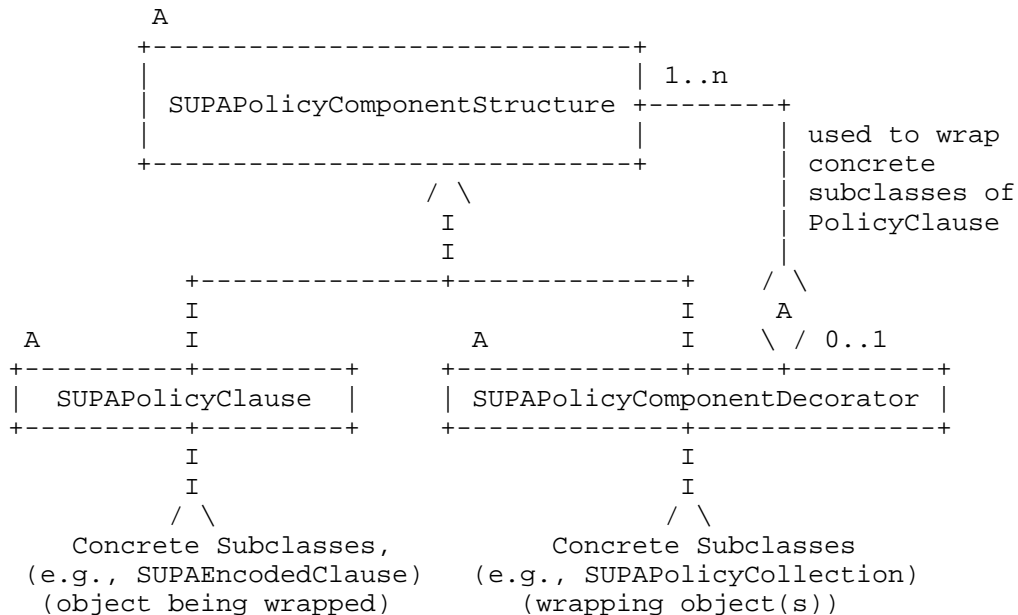 A
1..n
SUPAPolicyComponentStructure
used to wrap
concrete
subclasses of
PolicyClause
I
I
I I A
A I A I 0..1
SUPAPolicyClause SUPAPolicyComponentDecorator
I I
I I
Concrete Subclasses, Concrete Subclasses
(e.g., SUPAEncodedClause) (e.g., SUPAPolicyCollection)
(object being wrapped) (wrapping object(s))